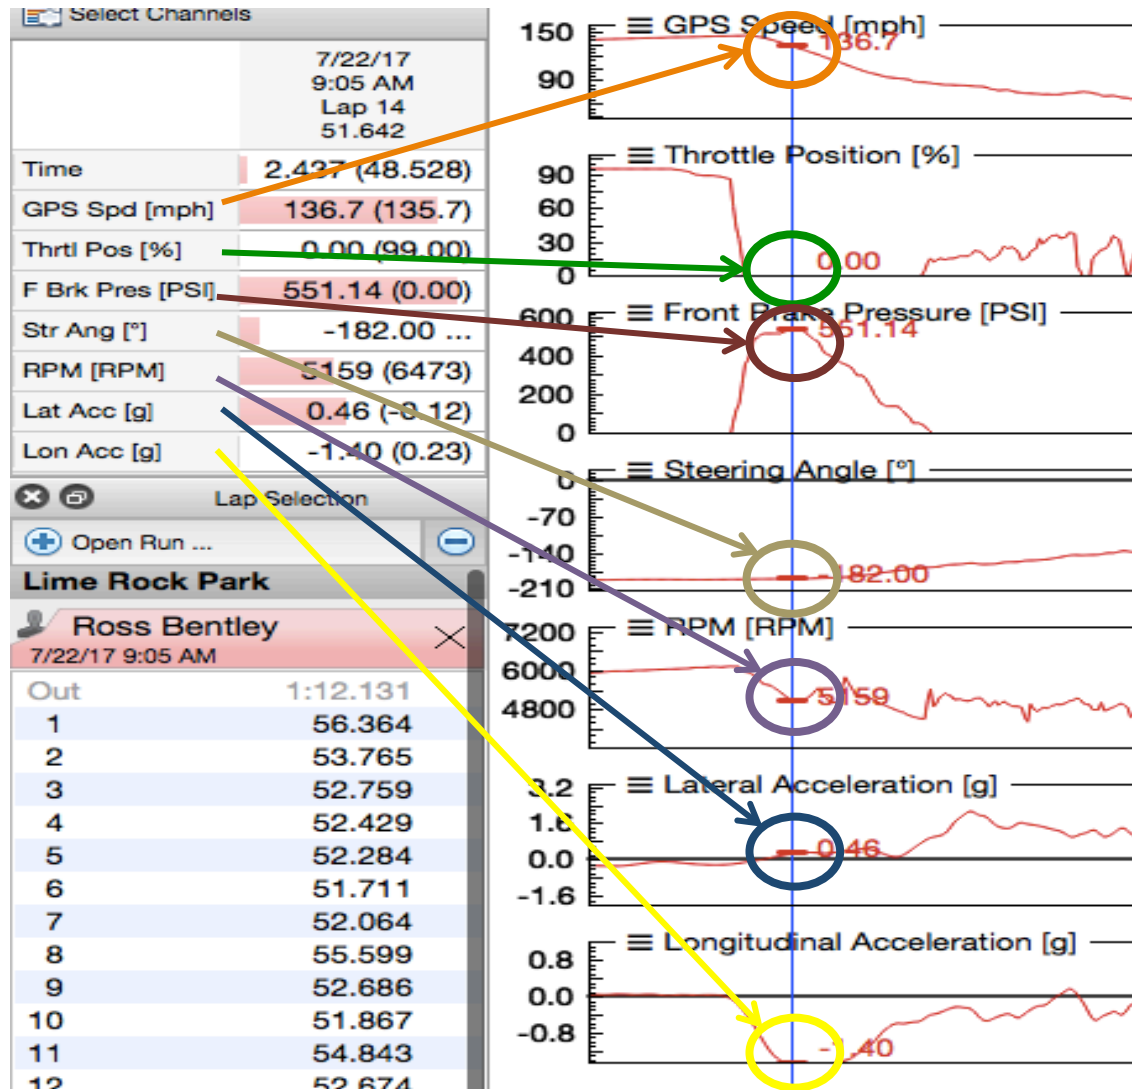 Select Channels
7/22/17
9:05 AM
Lap 14
51.642
Time 2.437 (48.528)
GPS Spd [mph] 136.7 (135.7)
Thrtl Pos [%] 0.00 (99.00)
F Brk Pres [PSI] 551.14 (0.00)
Str Ang [°] -182.00 ...
RPM [RPM] 5159 (6473)
Lat Acc [g] 0.46 (-0.12)
Lon Acc [g] -1.40 (0.23)
Lap Selection
Open Run ...
Lime Rock Park
Ross Bentley
7/22/17 9:05 AM
Out 1:12.131
1 56.364
2 53.765
3 52.759
4 52.429
5 52.284
6 51.711
7 52.064
8 55.599
9 52.686
10 51.867
11 54.843
12 52.674
GPS Speed [mph]
150
136.7
90
Throttle Position [%]
90
60
30
0.00
0
Front Brake Pressure [PSI]
600
551.14
400
200
0
Steering Angle [°]
0
-70
-140
-182.00
-210
RPM [RPM]
7200
6000
5159
4800
Lateral Acceleration [g]
3.2
1.6
0.46
0.0
-1.6
Longitudinal Acceleration [g]
0.8
0.0
-0.8
-1.40